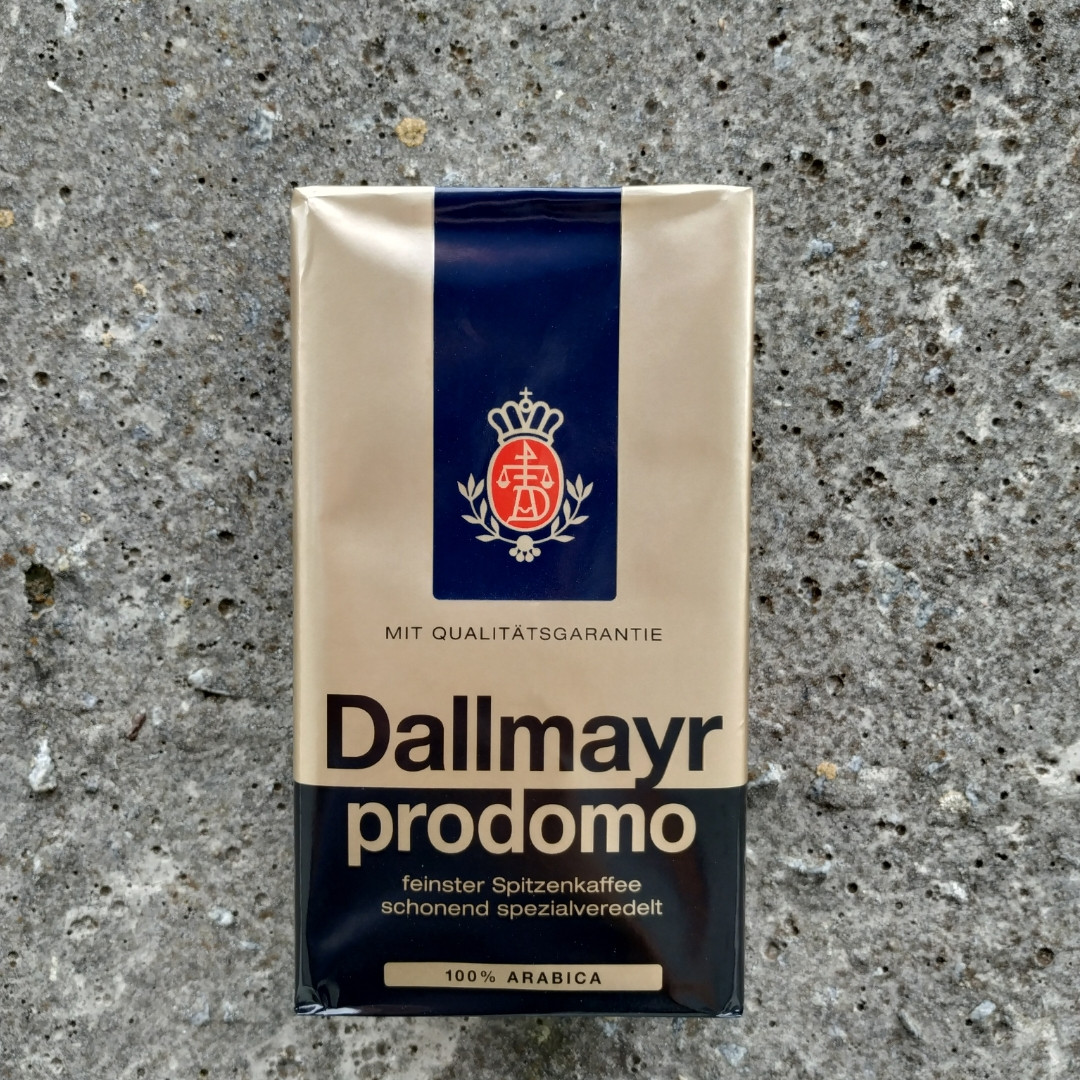 MIT QUALITÄTSGARANTIE
Dallmayr
prodomo
feinster Spitzenkaffee
schonend spezialveredelt
100% ARABICA